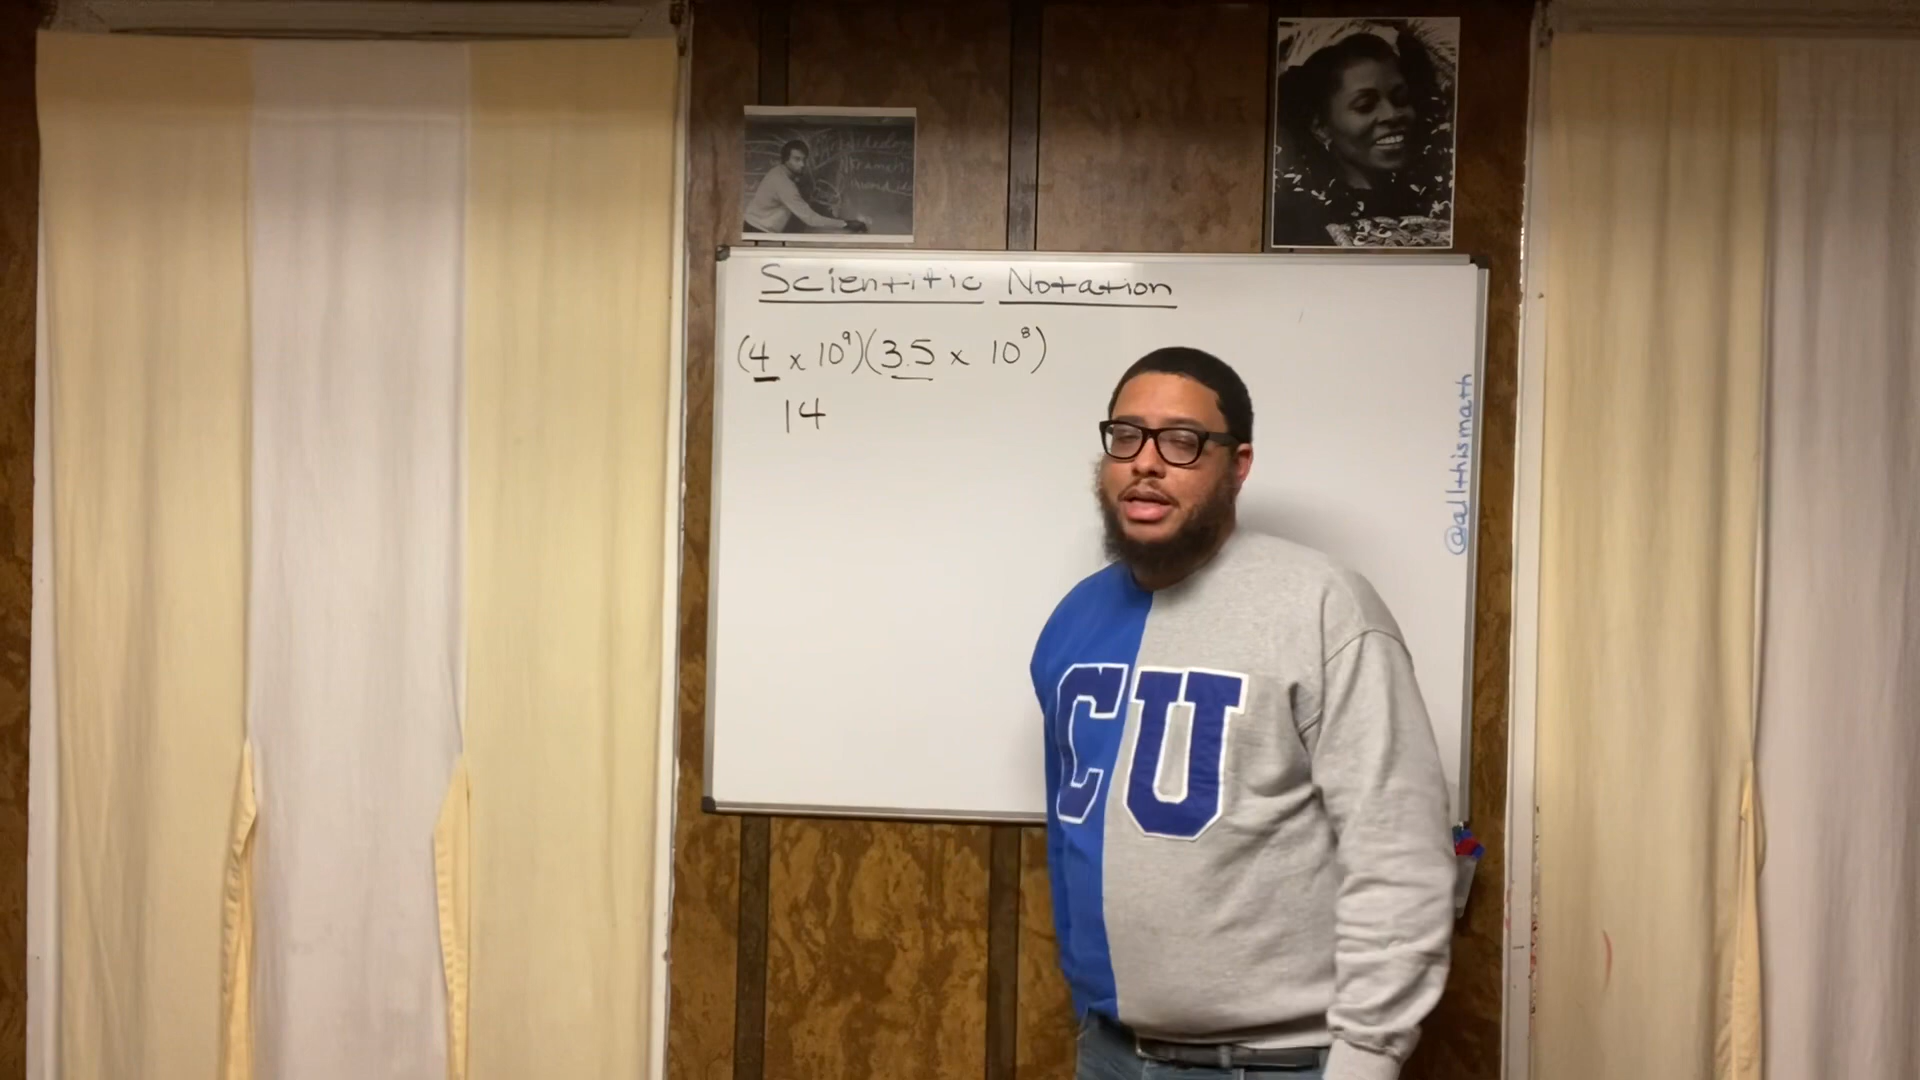 Scientific Notation
(4 x 10⁹)(3.5 x 10⁸)
14
@allthismath
CU